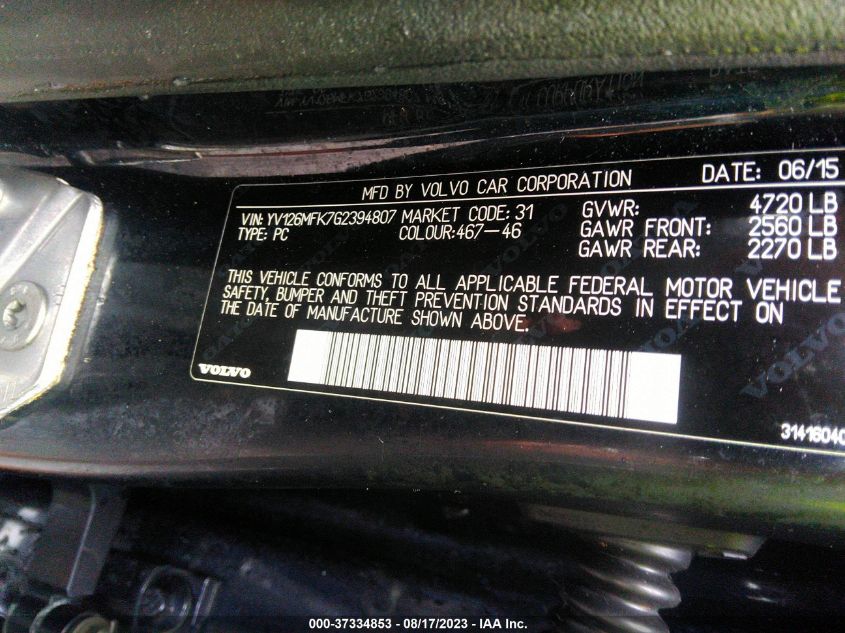 MFD BY VOLVO CAR CORPORATION DATE: 06/15
VIN: YV126MFK7G2394807 MARKET CODE: 31 GVWR: 4720 LB
TYPE: PC COLOUR:467-46 GAWR FRONT: 2560 LB
GAWR REAR: 2270 LB
THIS VEHICLE CONFORMS TO ALL APPLICABLE FEDERAL MOTOR VEHICLE
SAFETY, BUMPER AND THEFT PREVENTION STANDARDS IN EFFECT ON
THE DATE OF MANUFACTURE SHOWN ABOVE.
VOLVO
31416040
000-37334853 - 08/17/2023 - IAA Inc.